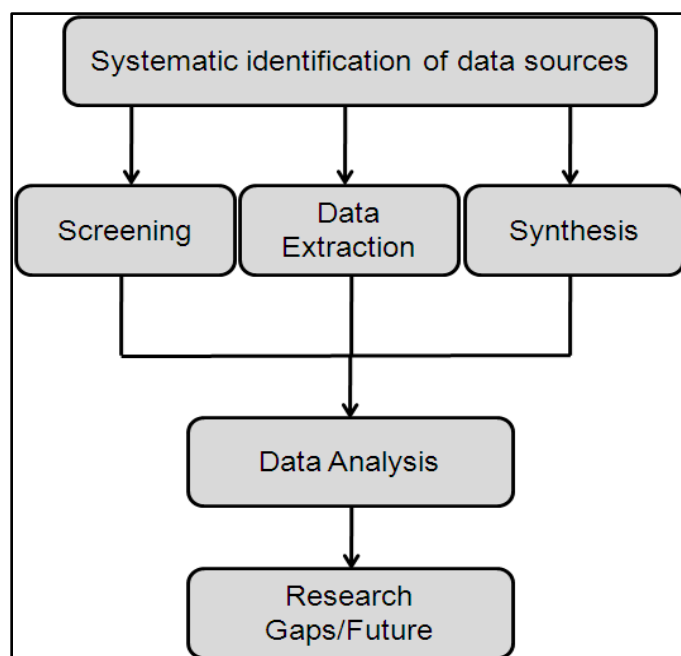 Systematic identification of data sources
Screening
Data
Extraction
Synthesis
Data Analysis
Research
Gaps/Future